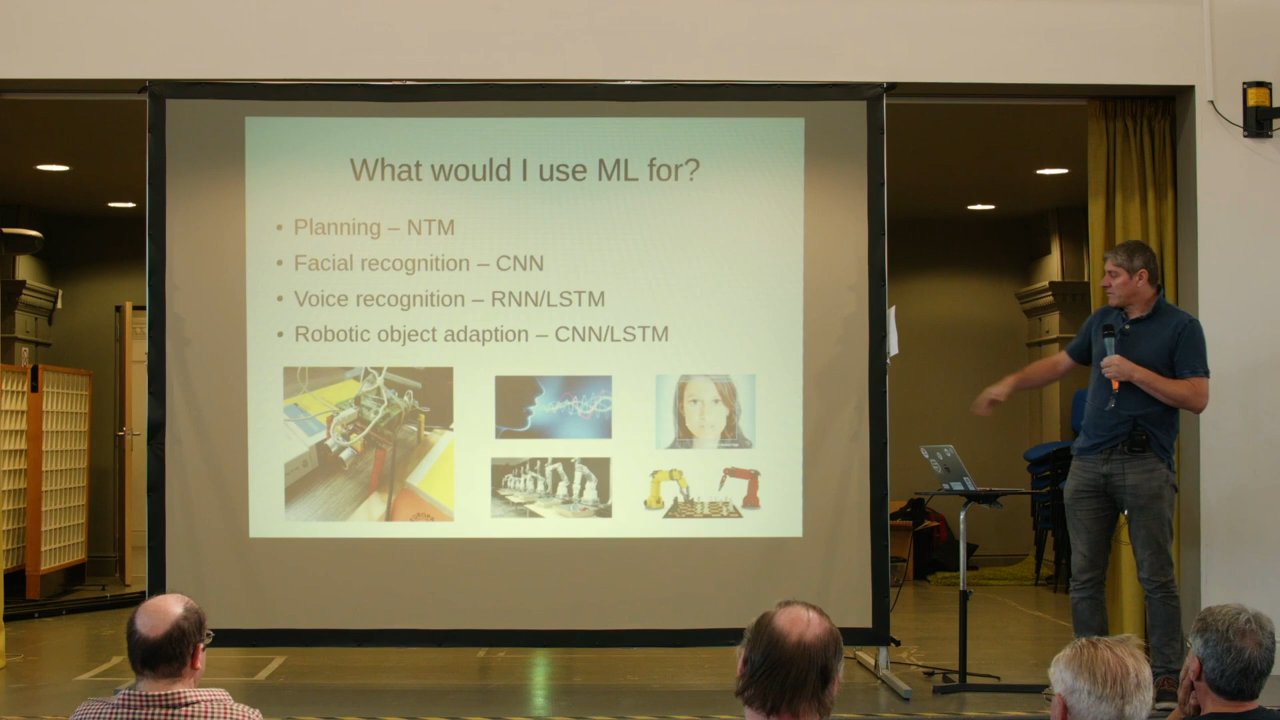 What would I use ML for?
• Planning – NTM
• Facial recognition – CNN
• Voice recognition – RNN/LSTM
• Robotic object adaption – CNN/LSTM